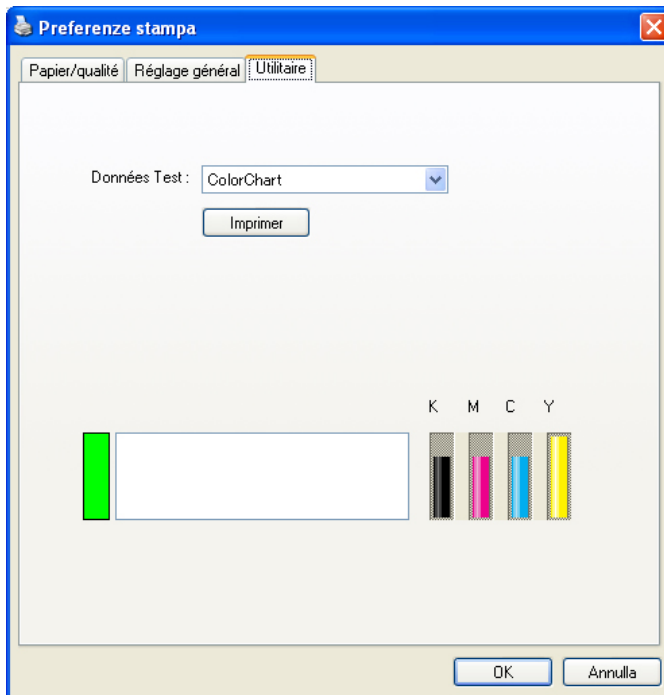 Preferenze stampa
Papier/qualité Réglage général Utilitaire
Données Test : ColorChart
Imprimer
K M C Y
OK Annulla